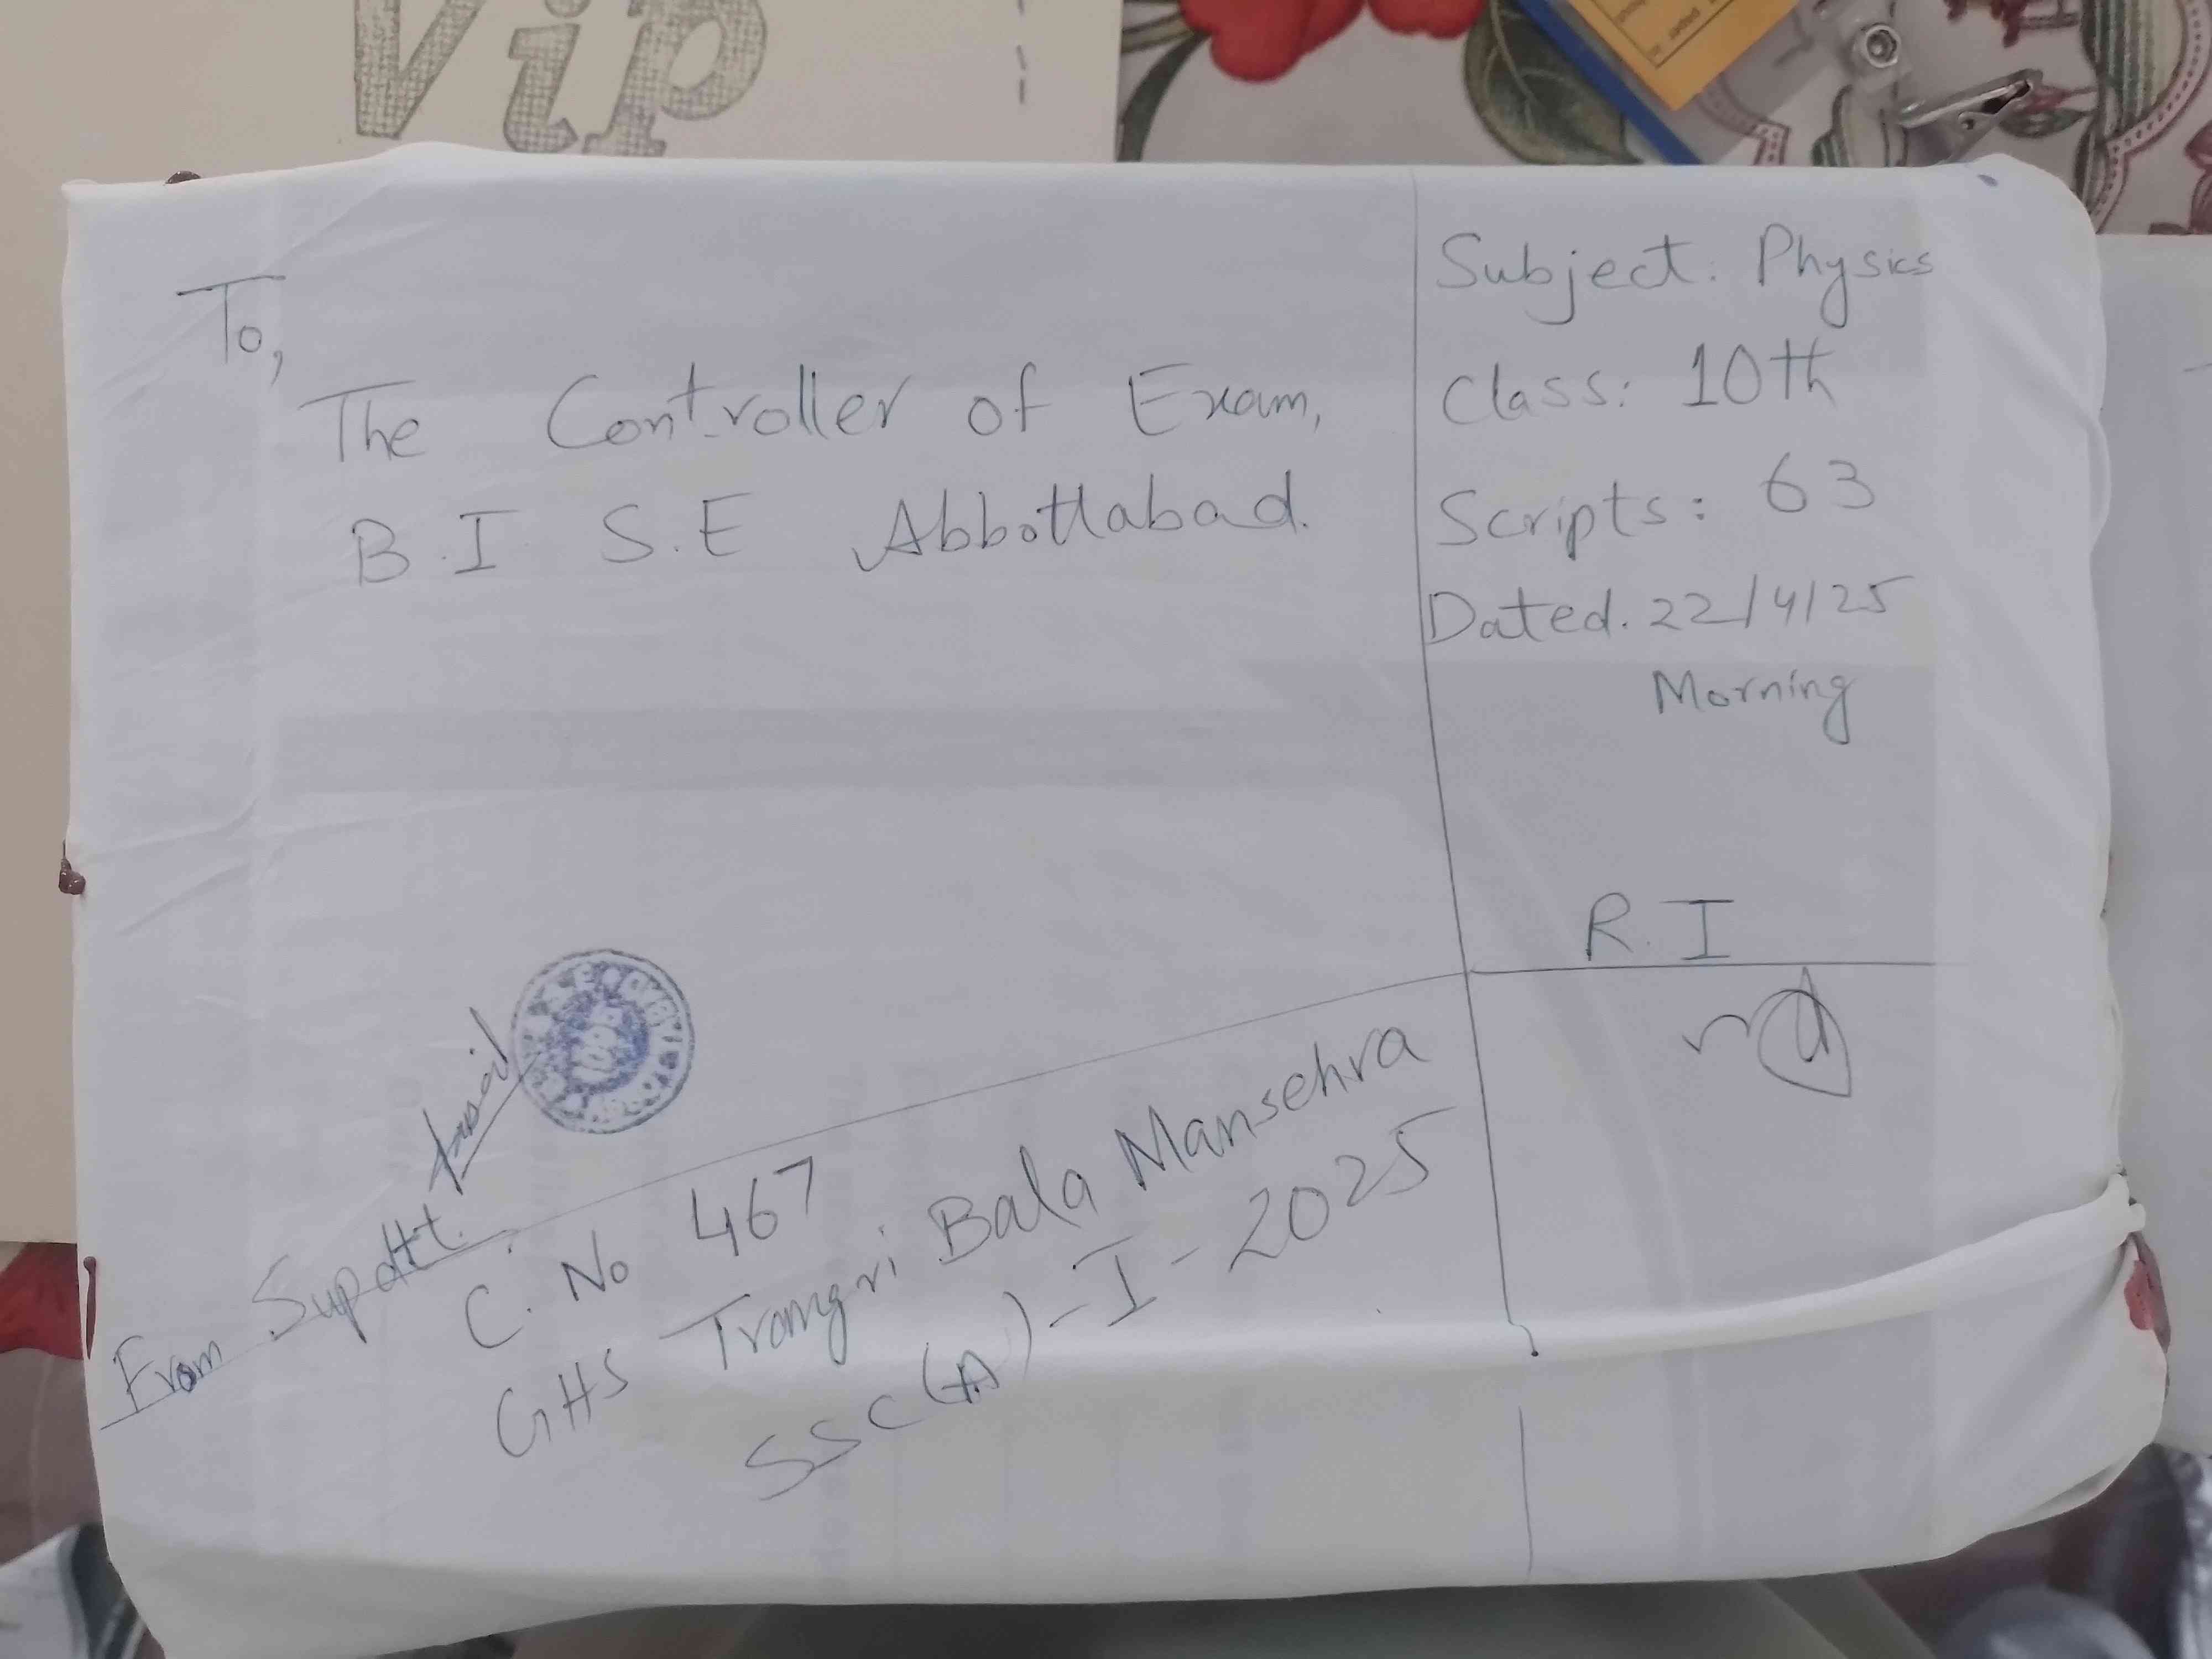 Vip
To,
The Controller of Exam,
B.I.S.E Abbottabad.
Subject: Physics
Class: 10th
Scripts: 63
Dated. 22/4/25
Morning
R.I
From Supdtt.
C. No 467
GHS Trangri Bala Mansehra
SSC(A)-I-2025